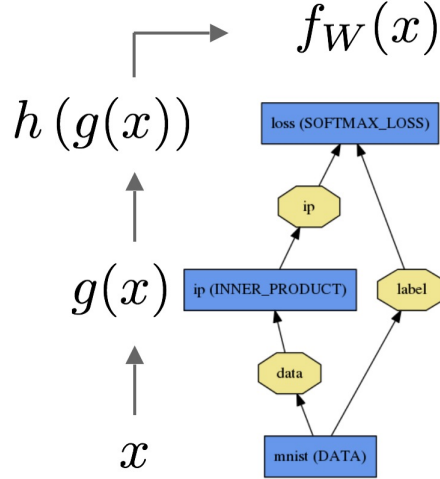 f_W(x)
h (g(x))
loss (SOFTMAX_LOSS)
ip
g(x)
ip (INNER_PRODUCT)
label
data
x
mnist (DATA)